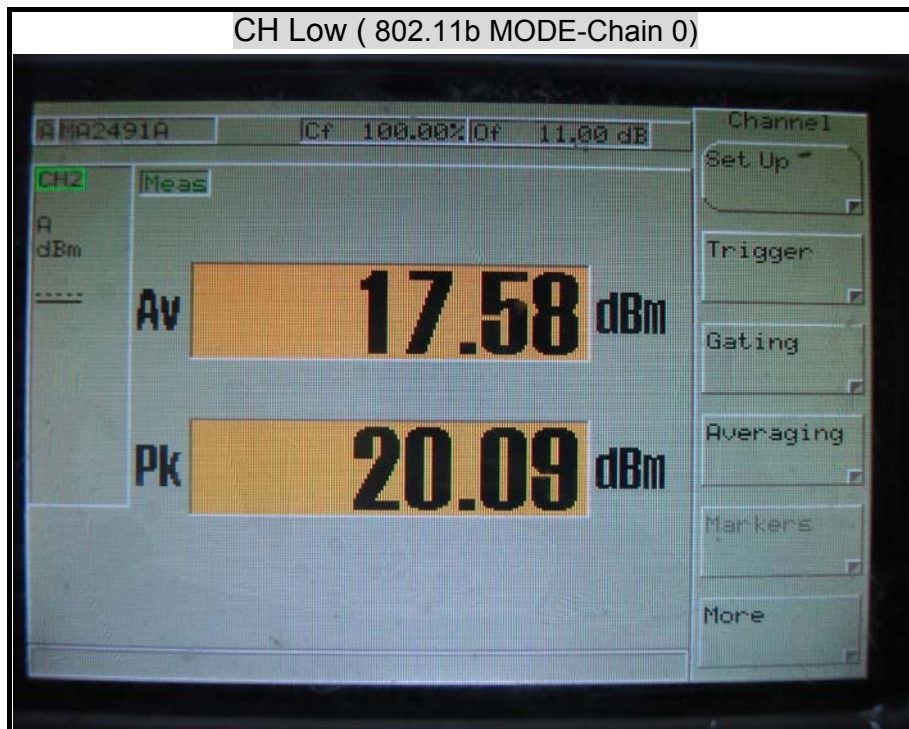 CH Low ( 802.11b MODE-Chain 0)
A MA2491A Cf 100.00% Of 11.00 dB
CH2
Meas
A
dBm
-----
Av 17.58 dBm
Pk 20.09 dBm
Channel
Set Up
Trigger
Gating
Averaging
Markers
More